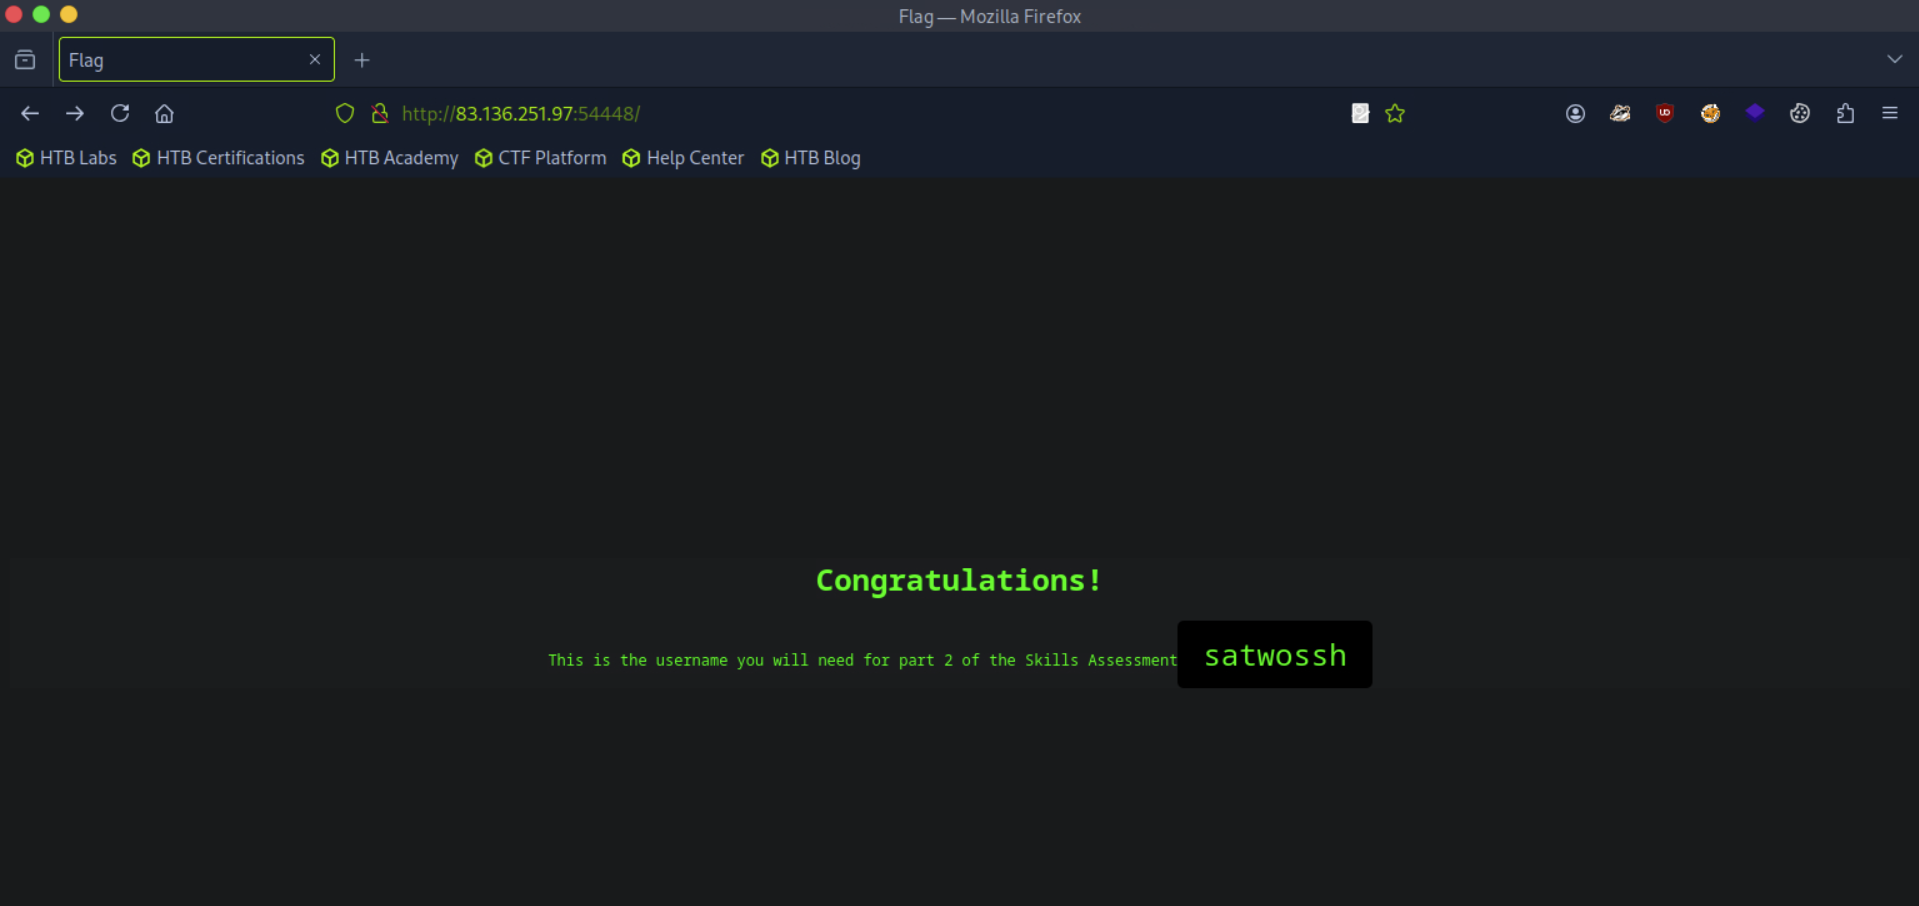 Flag — Mozilla Firefox
Flag
http://83.136.251.97:54448/
HTB Labs HTB Certifications HTB Academy CTF Platform Help Center HTB Blog
Congratulations!
This is the username you will need for part 2 of the Skills Assessment satwossh